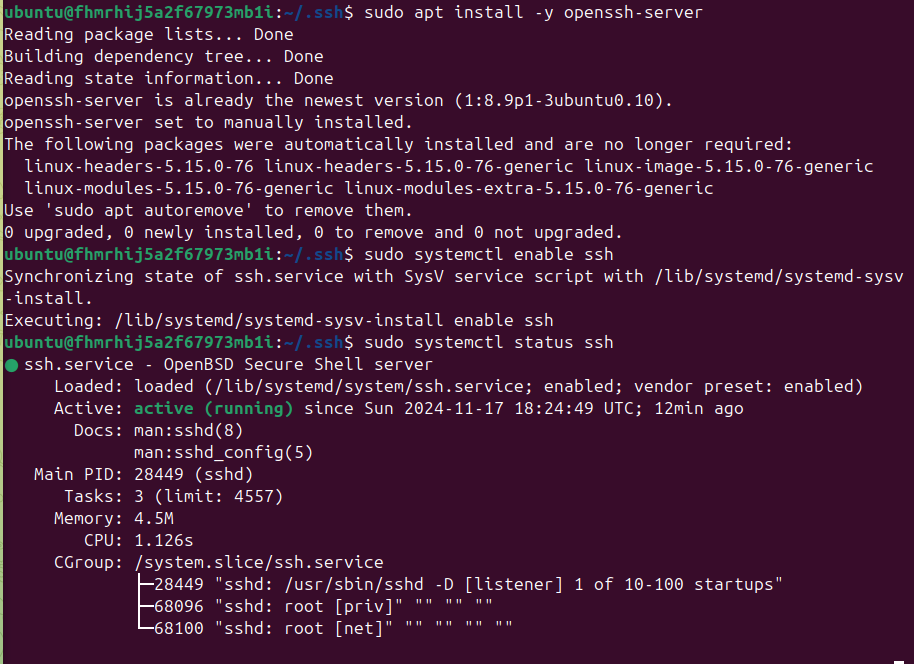 ubuntu@fhmrhij5a2f67973mb1i:~/.ssh$ sudo apt install -y openssh-server
Reading package lists... Done
Building dependency tree... Done
Reading state information... Done
openssh-server is already the newest version (1:8.9p1-3ubuntu0.10).
openssh-server set to manually installed.
The following packages were automatically installed and are no longer required:
  linux-headers-5.15.0-76 linux-headers-5.15.0-76-generic linux-image-5.15.0-76-generic
  linux-modules-5.15.0-76-generic linux-modules-extra-5.15.0-76-generic
Use 'sudo apt autoremove' to remove them.
0 upgraded, 0 newly installed, 0 to remove and 0 not upgraded.
ubuntu@fhmrhij5a2f67973mb1i:~/.ssh$ sudo systemctl enable ssh
Synchronizing state of ssh.service with SysV service script with /lib/systemd/systemd-sysv
-install.
Executing: /lib/systemd/systemd-sysv-install enable ssh
ubuntu@fhmrhij5a2f67973mb1i:~/.ssh$ sudo systemctl status ssh
● ssh.service - OpenBSD Secure Shell server
     Loaded: loaded (/lib/systemd/system/ssh.service; enabled; vendor preset: enabled)
     Active: active (running) since Sun 2024-11-17 18:24:49 UTC; 12min ago
       Docs: man:sshd(8)
             man:sshd_config(5)
   Main PID: 28449 (sshd)
      Tasks: 3 (limit: 4557)
     Memory: 4.5M
        CPU: 1.126s
     CGroup: /system.slice/ssh.service
             ├─28449 "sshd: /usr/sbin/sshd -D [listener] 1 of 10-100 startups"
             ├─68096 "sshd: root [priv]" "" "" ""
             └─68100 "sshd: root [net]" "" "" "" ""